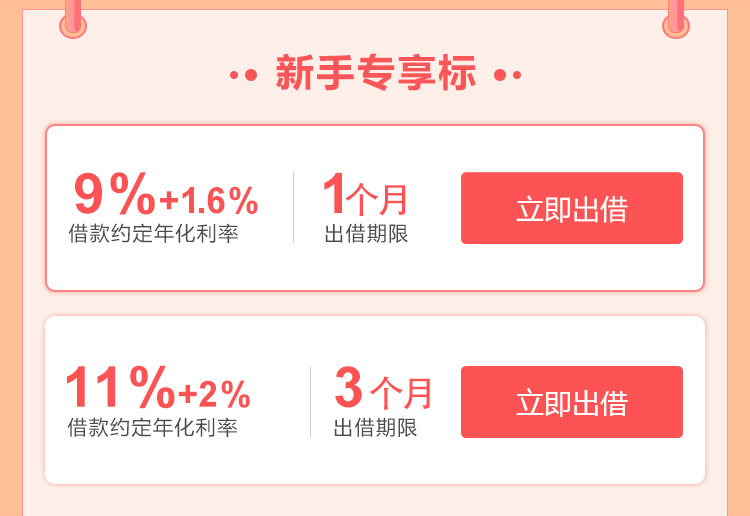 新手专享标
9%+1.6%
借款约定年化利率
1个月
出借期限
立即出借
11%+2%
借款约定年化利率
3个月
出借期限
立即出借